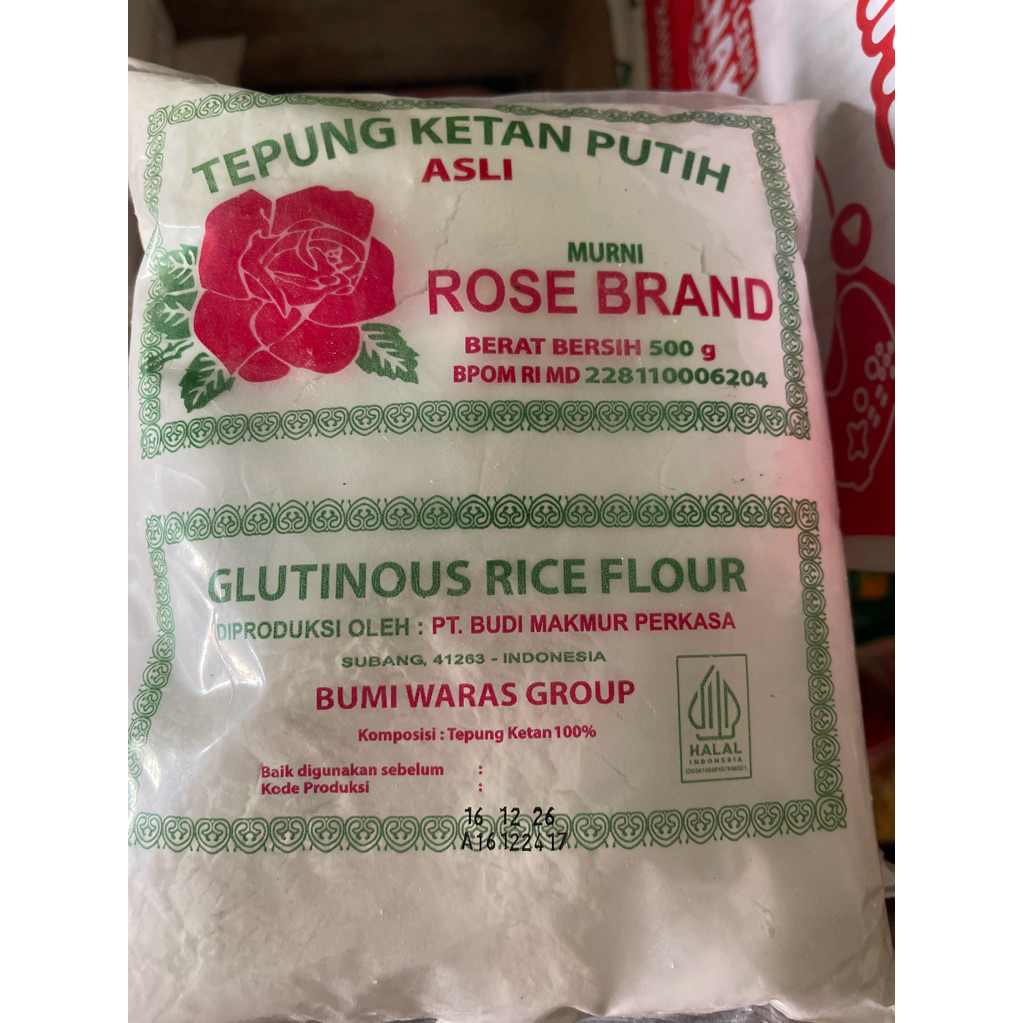 TEPUNG KETAN PUTIH
ASLI
MURNI
ROSE BRAND
BERAT BERSIH 500 g
BPOM RI MD 228110006204
GLUTINOUS RICE FLOUR
DIPRODUKSI OLEH : PT. BUDI MAKMUR PERKASA
SUBANG, 41263 - INDONESIA
BUMI WARAS GROUP
Komposisi : Tepung Ketan 100%
HALAL
INDONESIA
Baik digunakan sebelum :
Kode Produksi :
16 12 26
A16122417